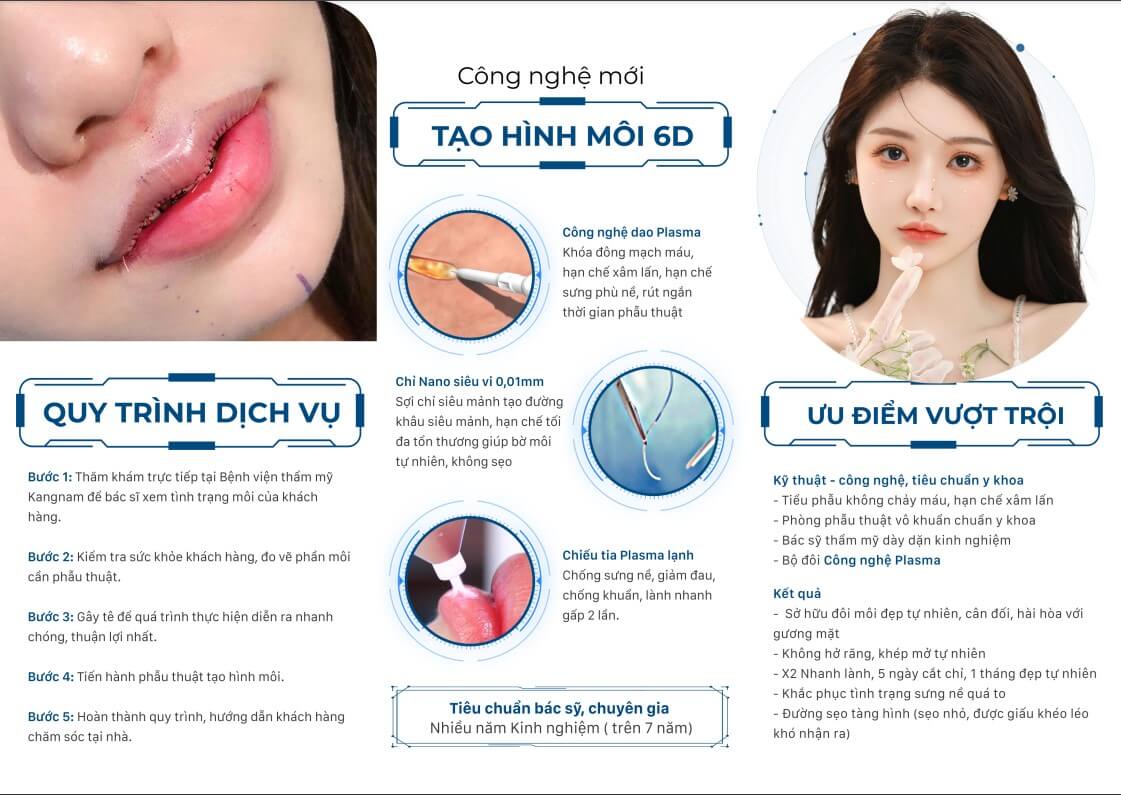 Công nghệ mới
TẠO HÌNH MÔI 6D
QUY TRÌNH DỊCH VỤ
Bước 1: Thăm khám trực tiếp tại Bệnh viện thẩm mỹ
Kangnam để bác sĩ xem tình trạng môi của khách
hàng.
Bước 2: Kiểm tra sức khỏe khách hàng, đo vẽ phần môi
cần phẫu thuật.
Bước 3: Gây tê để quá trình thực hiện diễn ra nhanh
chóng, thuận lợi nhất.
Bước 4: Tiến hành phẫu thuật tạo hình môi.
Bước 5: Hoàn thành quy trình, hướng dẫn khách hàng
chăm sóc tại nhà.
Công nghệ dao Plasma
Khóa đông mạch máu,
hạn chế xâm lấn, hạn chế
sưng phù nề, rút ngắn
thời gian phẫu thuật
Chỉ Nano siêu vi 0,01mm
Sợi chỉ siêu mảnh tạo đường
khâu siêu mảnh, hạn chế tối
đa tổn thương giúp bờ môi
tự nhiên, không sẹo
Chiếu tia Plasma lạnh
Chống sưng nề, giảm đau,
chống khuẩn, lành nhanh
gấp 2 lần.
Tiêu chuẩn bác sỹ, chuyên gia
Nhiều năm Kinh nghiệm ( trên 7 năm)
ƯU ĐIỂM VƯỢT TRỘI
Kỹ thuật - công nghệ, tiêu chuẩn y khoa
- Tiểu phẫu không chảy máu, hạn chế xâm lấn
- Phòng phẫu thuật vô khuẩn chuẩn y khoa
- Bác sỹ thẩm mỹ dày dặn kinh nghiệm
- Bộ đôi Công nghệ Plasma
Kết quả
- Sở hữu đôi môi đẹp tự nhiên, cân đối, hài hòa với
gương mặt
- Không hở răng, khép mở tự nhiên
- X2 Nhanh lành, 5 ngày cắt chỉ, 1 tháng đẹp tự nhiên
- Khắc phục tình trạng sưng nề quá to
- Đường sẹo tàng hình (sẹo nhỏ, được giấu khéo léo
khó nhận ra)